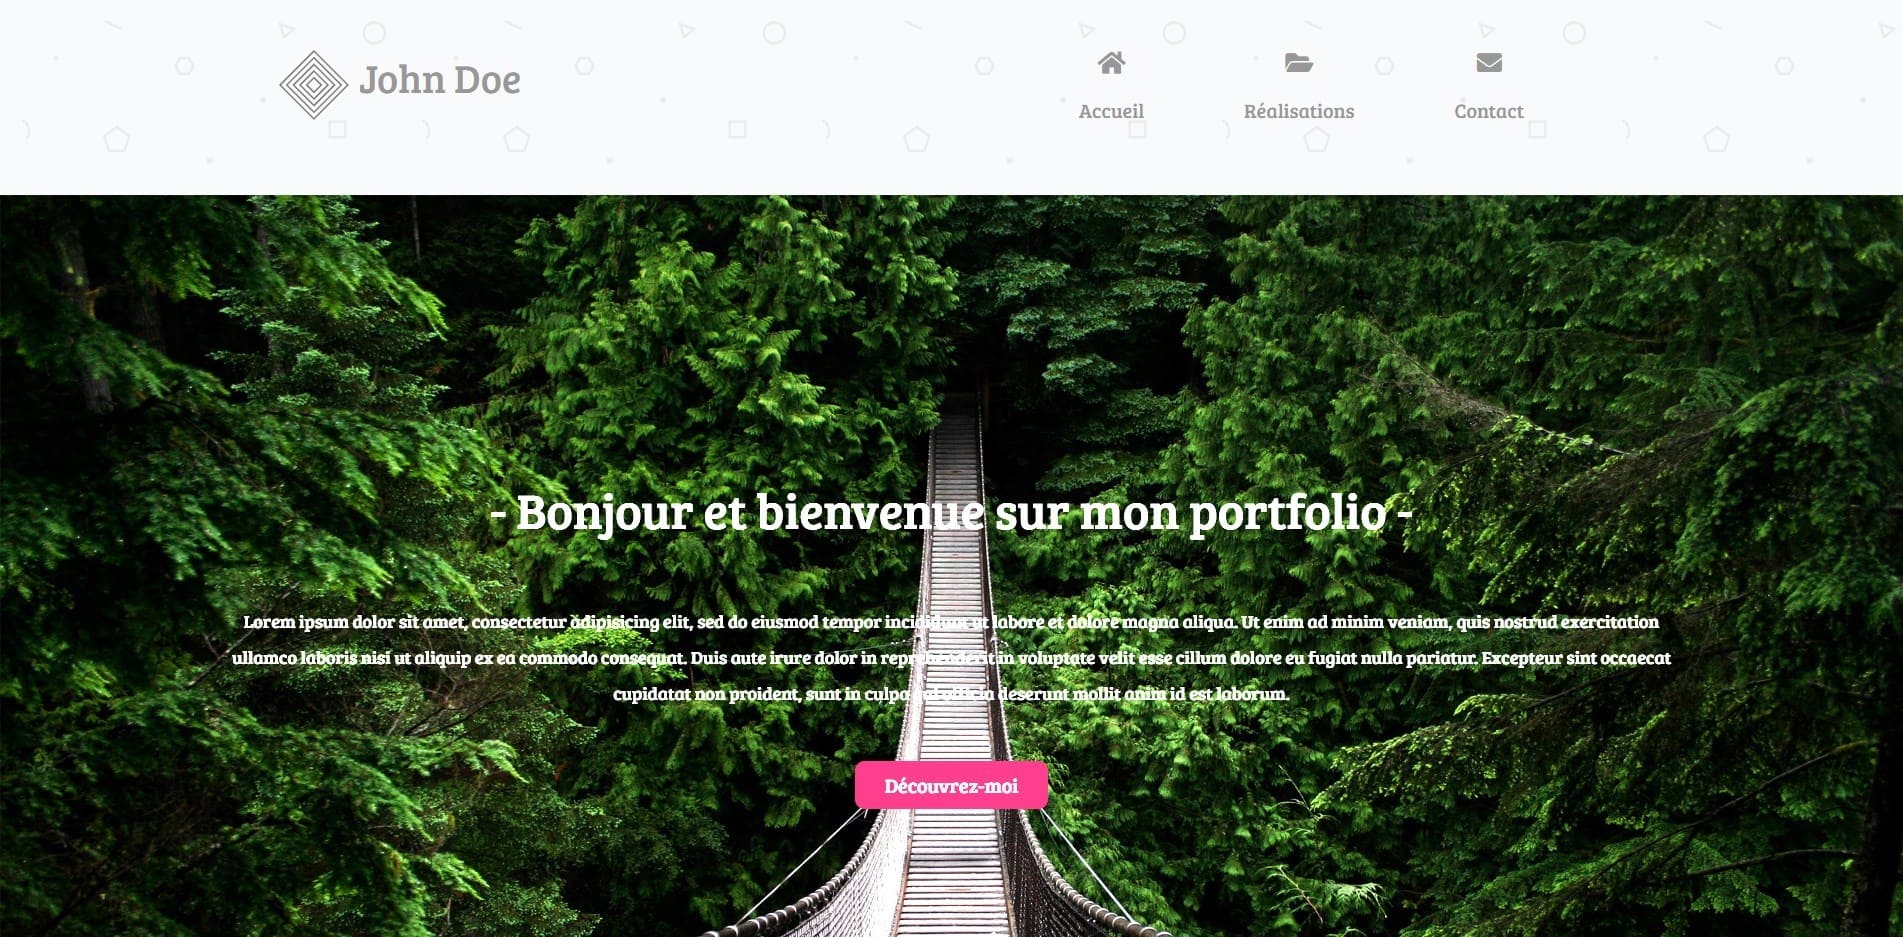 John Doe
Accueil
Réalisations
Contact
- Bonjour et bienvenue sur mon portfolio -
Lorem ipsum dolor sit amet, consectetur adipisicing elit, sed do eiusmod tempor incididunt ut labore et dolore magna aliqua. Ut enim ad minim veniam, quis nostrud exercitation
ullamco laboris nisi ut aliquip ex ea commodo consequat. Duis aute irure dolor in reprehenderit in voluptate velit esse cillum dolore eu fugiat nulla pariatur. Excepteur sint occaecat
cupidatat non proident, sunt in culpa qui officia deserunt mollit anim id est laborum.
Découvrez-moi